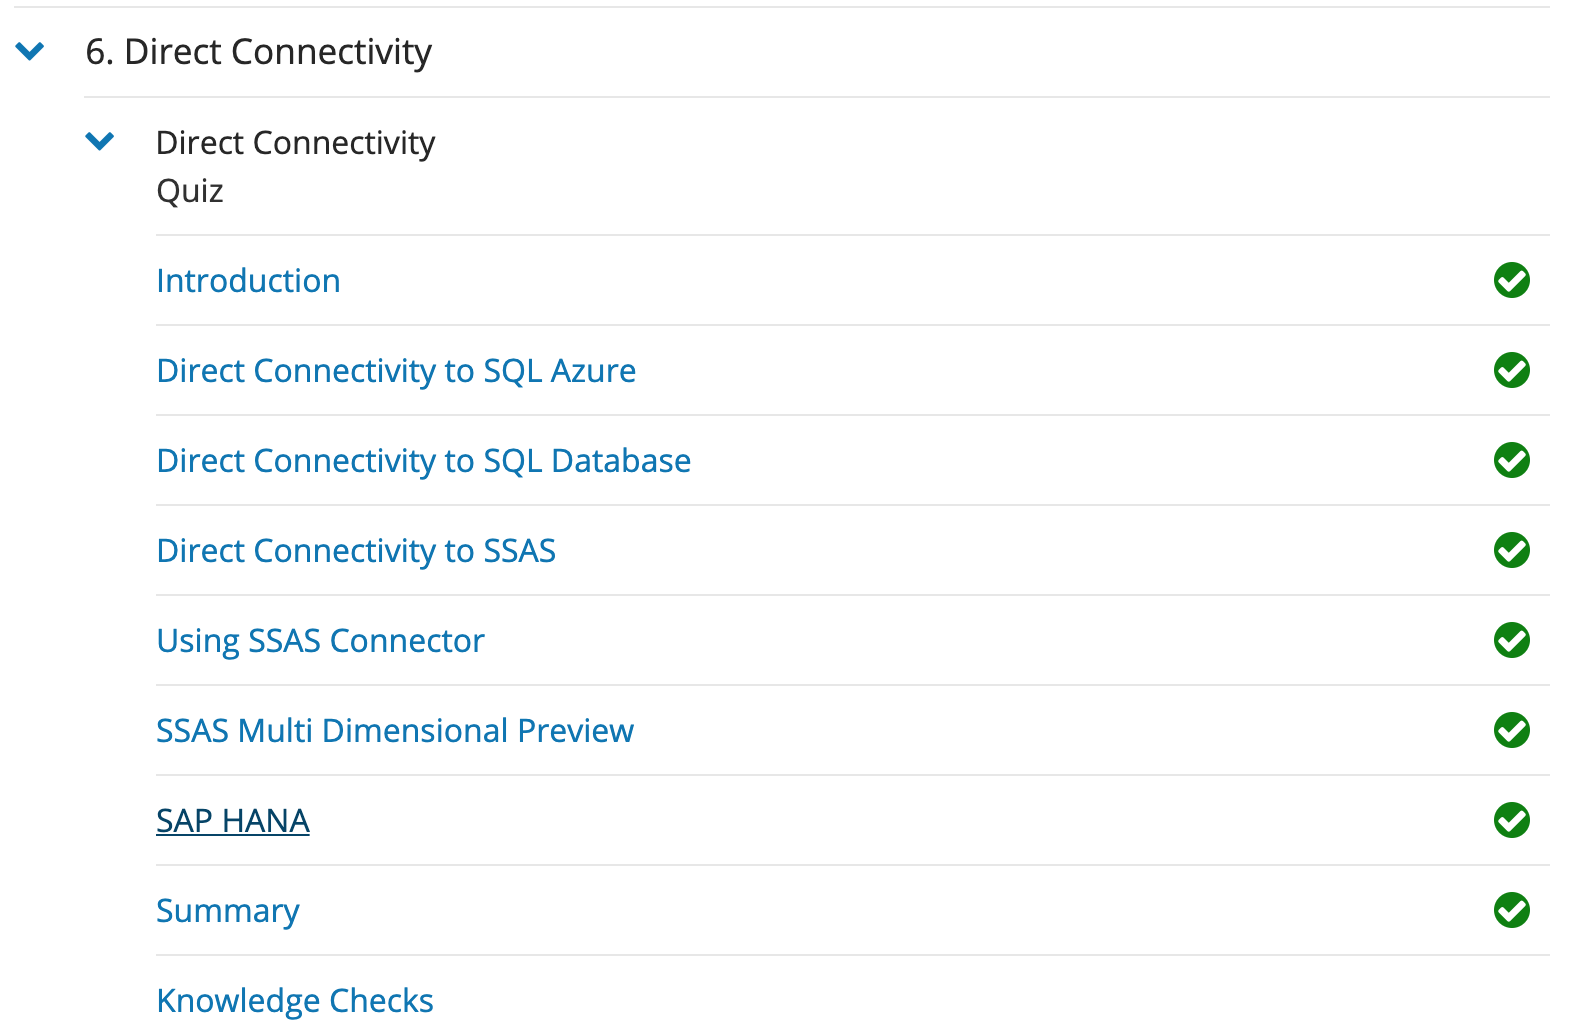 6. Direct Connectivity
Direct Connectivity
Quiz
Introduction
Direct Connectivity to SQL Azure
Direct Connectivity to SQL Database
Direct Connectivity to SSAS
Using SSAS Connector
SSAS Multi Dimensional Preview
SAP HANA
Summary
Knowledge Checks